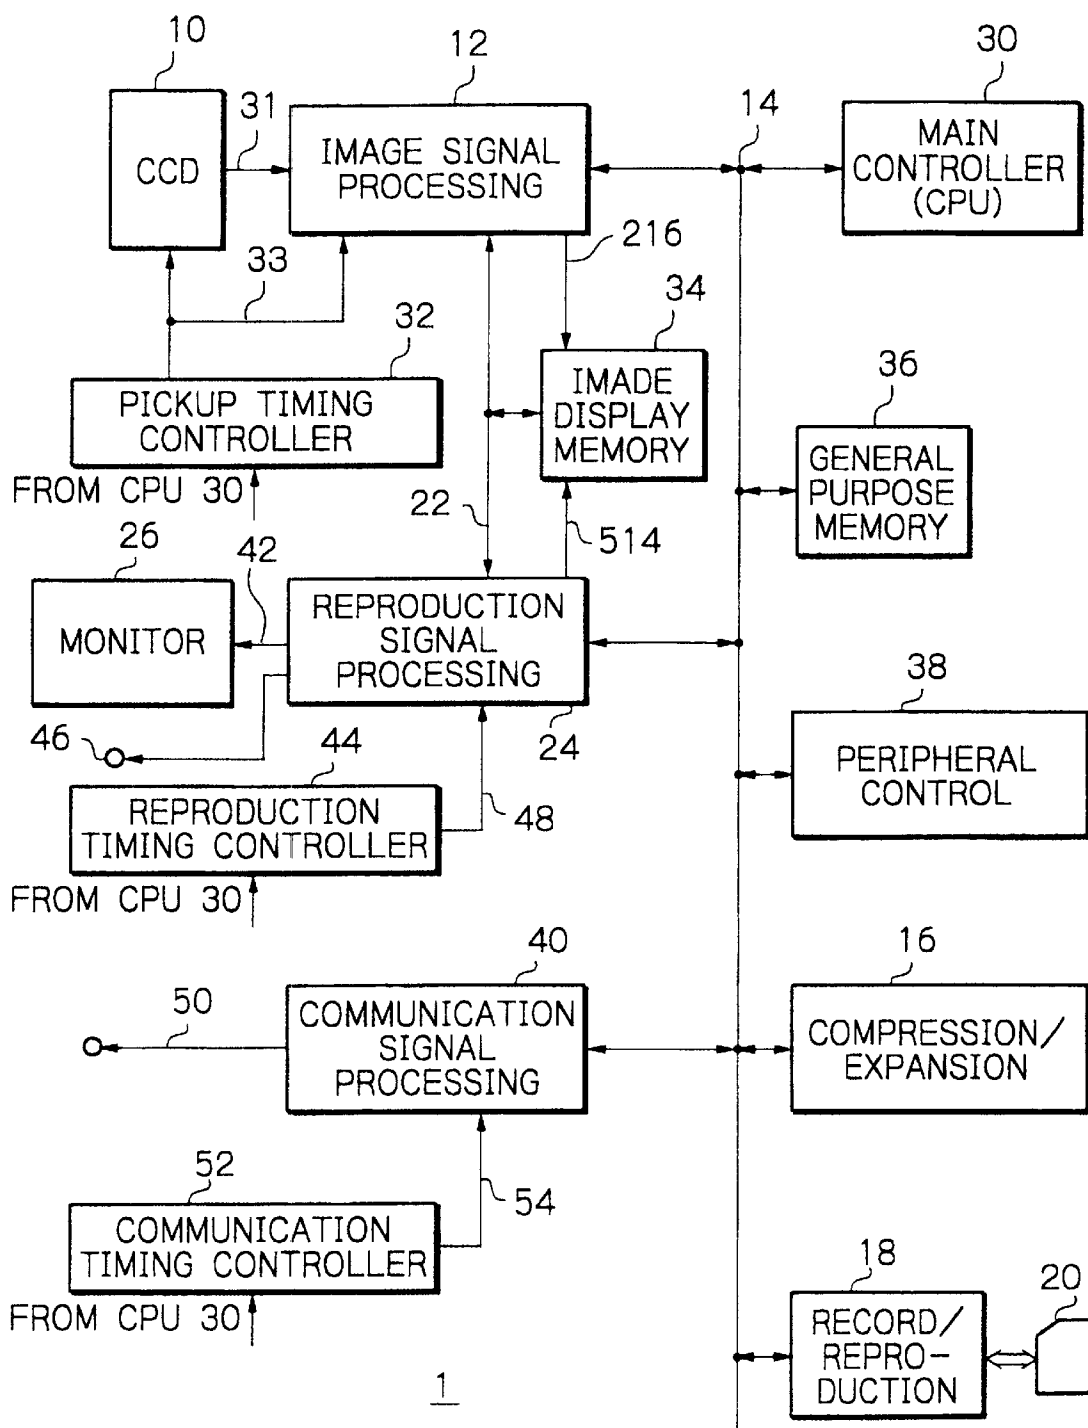 10
12
30
31
14
CCD
IMAGE SIGNAL
PROCESSING
MAIN
CONTROLLER
(CPU)
216
33
34
32
36
PICKUP TIMING
CONTROLLER
IMADE
DISPLAY
MEMORY
GENERAL
PURPOSE
MEMORY
FROM CPU 30
22
514
26
42
MONITOR
REPRODUCTION
SIGNAL
PROCESSING
38
46
44
24
PERIPHERAL
CONTROL
REPRODUCTION
TIMING CONTROLLER
48
FROM CPU 30
40
16
50
COMMUNICATION
SIGNAL
PROCESSING
COMPRESSION/
EXPANSION
52
54
COMMUNICATION
TIMING CONTROLLER
18
20
FROM CPU 30
RECORD/
REPRO-
DUCTION
1